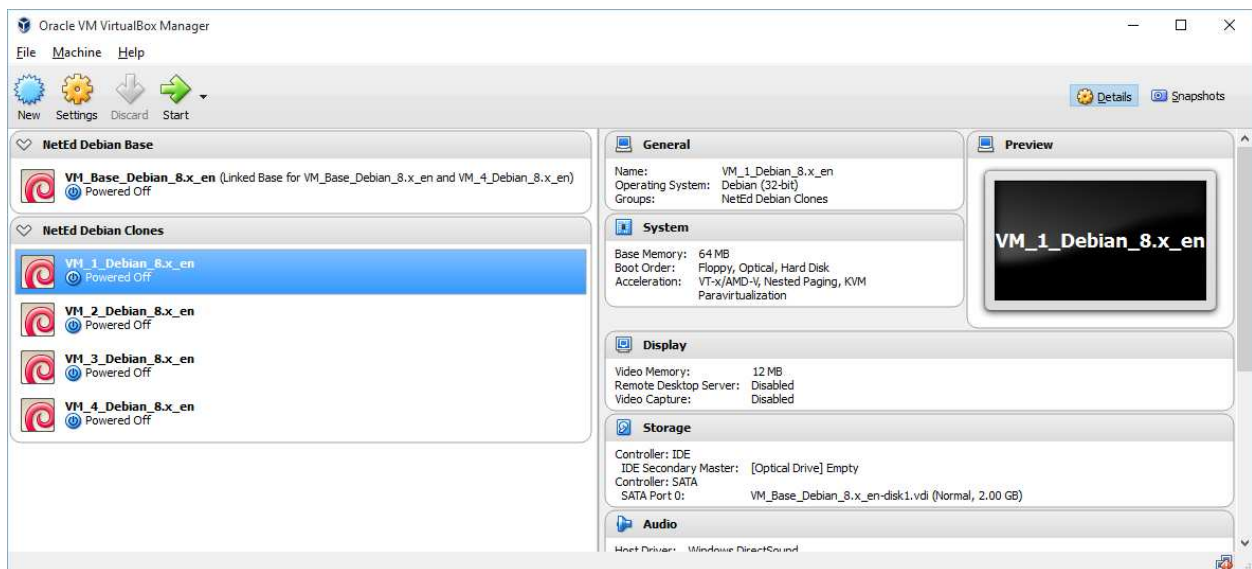 Oracle VM VirtualBox Manager
File Machine Help
New Settings Discard Start
Details Snapshots
NetEd Debian Base
VM_Base_Debian_8.x_en (Linked Base for VM_Base_Debian_8.x_en and VM_4_Debian_8.x_en)
Powered Off
NetEd Debian Clones
VM_1_Debian_8.x_en
Powered Off
VM_2_Debian_8.x_en
Powered Off
VM_3_Debian_8.x_en
Powered Off
VM_4_Debian_8.x_en
Powered Off
General
Name: VM_1_Debian_8.x_en
Operating System: Debian (32-bit)
Groups: NetEd Debian Clones
System
Base Memory: 64 MB
Boot Order: Floppy, Optical, Hard Disk
Acceleration: VT-x/AMD-V, Nested Paging, KVM
Paravirtualization
Preview
VM_1_Debian_8.x_en
Display
Video Memory: 12 MB
Remote Desktop Server: Disabled
Video Capture: Disabled
Storage
Controller: IDE
IDE Secondary Master: [Optical Drive] Empty
Controller: SATA
SATA Port 0: VM_Base_Debian_8.x_en-disk1.vdi (Normal, 2.00 GB)
Audio
Host Driver: Windows DirectSound